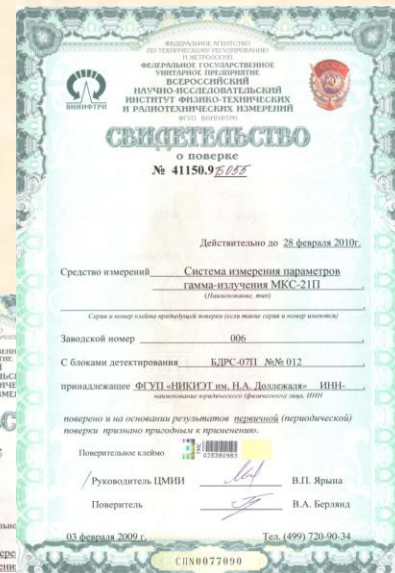 ФЕДЕРАЛЬНОЕ АГЕНТСТВО
ПО ТЕХНИЧЕСКОМУ РЕГУЛИРОВАНИЮ
И МЕТРОЛОГИИ
ФЕДЕРАЛЬНОЕ ГОСУДАРСТВЕННОЕ
УНИТАРНОЕ ПРЕДПРИЯТИЕ
ВСЕРОССИЙСКИЙ
НАУЧНО-ИССЛЕДОВАТЕЛЬСКИЙ
ИНСТИТУТ ФИЗИКО-ТЕХНИЧЕСКИХ
И РАДИОТЕХНИЧЕСКИХ ИЗМЕРЕНИЙ
ФГУП ВНИИФТРИ
ВНИИФТРИ
СВИДЕТЕЛЬСТВО
о поверке
№ 41150.9Б055
Действительно до 28 февраля 2010г.
Средство измерений Система измерения параметров
гамма-излучения МКС-21П
(Наименование, тип)
Серия и номер клейма предыдущей поверки (если такие серия и номер имеются)
Заводской номер 006
С блоками детектирования БДРС-07П №№ 012
принадлежащее ФГУП «НИКИЭТ им. Н.А. Доллежаля» ИНН-
наименование юридического (физического) лица, ИНН
поверено и на основании результатов первичной (периодической)
поверки признано пригодным к применению.
Поверительное клеймо
Руководитель ЦМИИ В.П. Ярына
Поверитель В.А. Берлянд
03 февраля 2009 г. Тел. (499) 720-90-34
СПN0077090